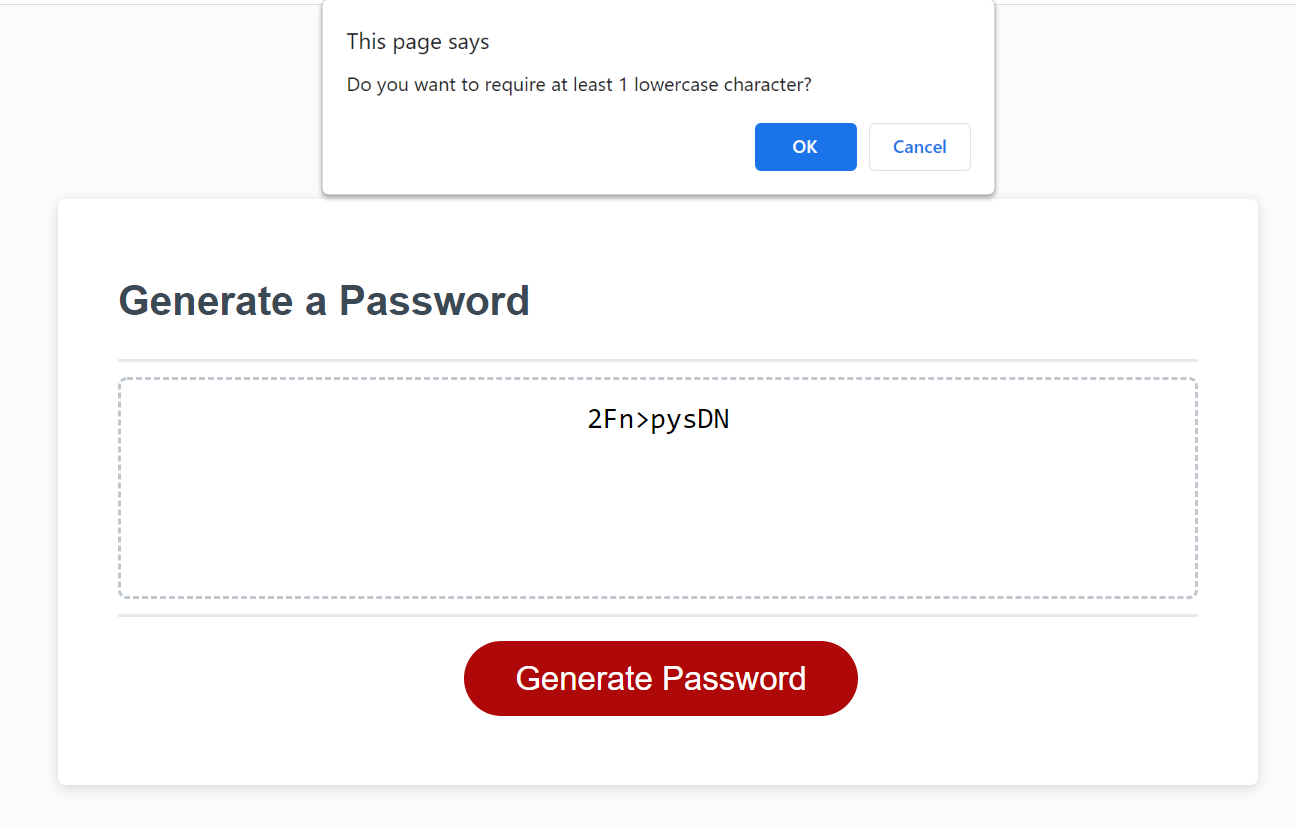 This page says
Do you want to require at least 1 lowercase character?
OK Cancel
Generate a Password
2Fn>pysDN
Generate Password